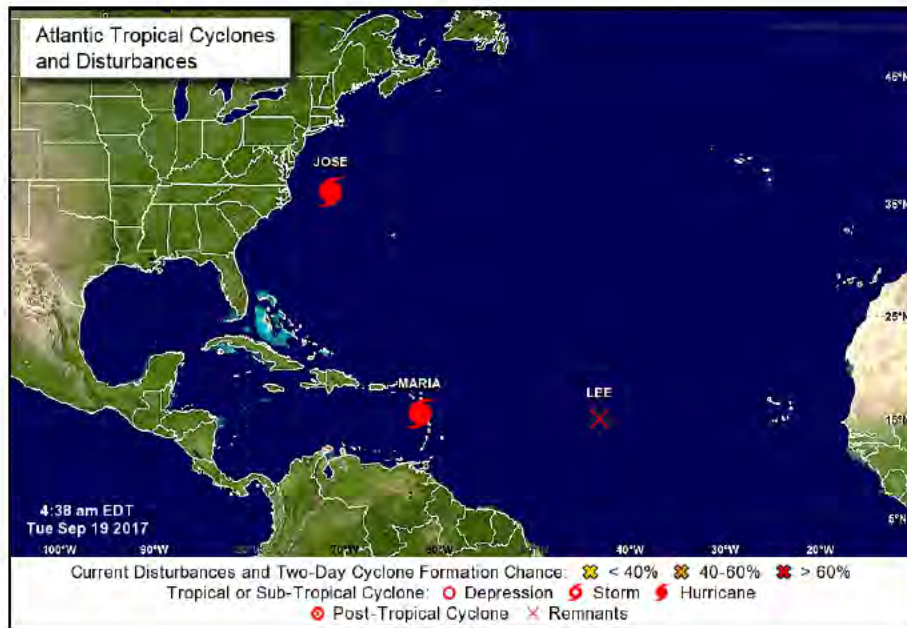 Atlantic Tropical Cyclones
and Disturbances
45°N
JOSE
35°N
25°N
MARIA
LEE
15°N
4:38 am EDT
Tue Sep 19 2017
5°N
100°W 90°W 70°W 30°W 20°W
Current Disturbances and Two-Day Cyclone Formation Chance: < 40% 40-60% > 60%
Tropical or Sub-Tropical Cyclone: Depression Storm Hurricane
Post-Tropical Cyclone Remnants